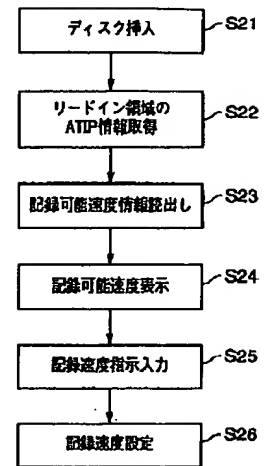 ディスク挿入
S21
リードイン領域の
ATIP情報取得
S22
記録可能速度情報読出し
S23
記録可能速度表示
S24
記録速度指示入力
S25
記録速度設定
S26